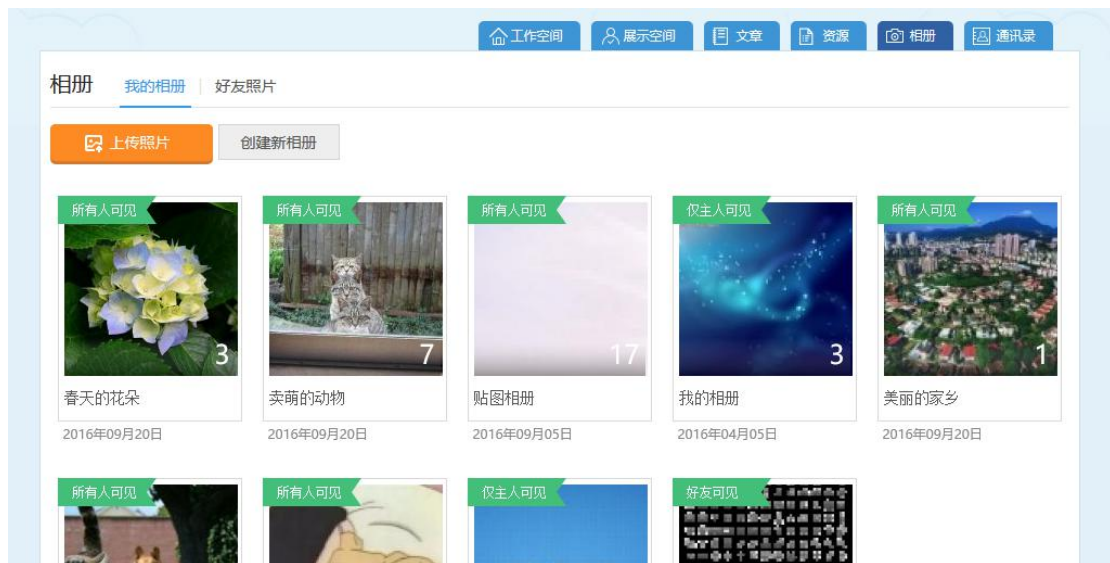 工作空间 展示空间 文章 资源 相册 通讯录
相册 我的相册 好友照片
上传照片 创建新相册
所有人可见 所有人可见 所有人可见 仅主人可见 所有人可见
3 7 17 3 1
春天的花朵 卖萌的动物 贴图相册 我的相册 美丽的家乡
2016年09月20日 2016年09月20日 2016年09月05日 2016年04月05日 2016年09月20日
所有人可见 所有人可见 仅主人可见 好友可见